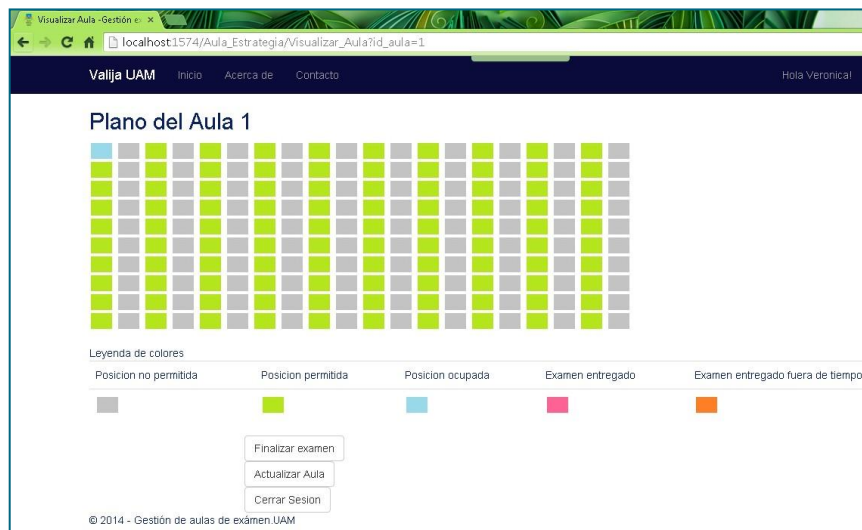 Visualizar Aula -Gestión e
localhost:1574/Aula_Estrategia/Visualizar_Aula?id_aula=1
Valija UAM Inicio Acerca de Contacto Hola Veronica!
Plano del Aula 1
Leyenda de colores
Posicion no permitida Posicion permitida Posicion ocupada Examen entregado Examen entregado fuera de tiempo
Finalizar examen
Actualizar Aula
Cerrar Sesion
© 2014 - Gestión de aulas de exámen.UAM